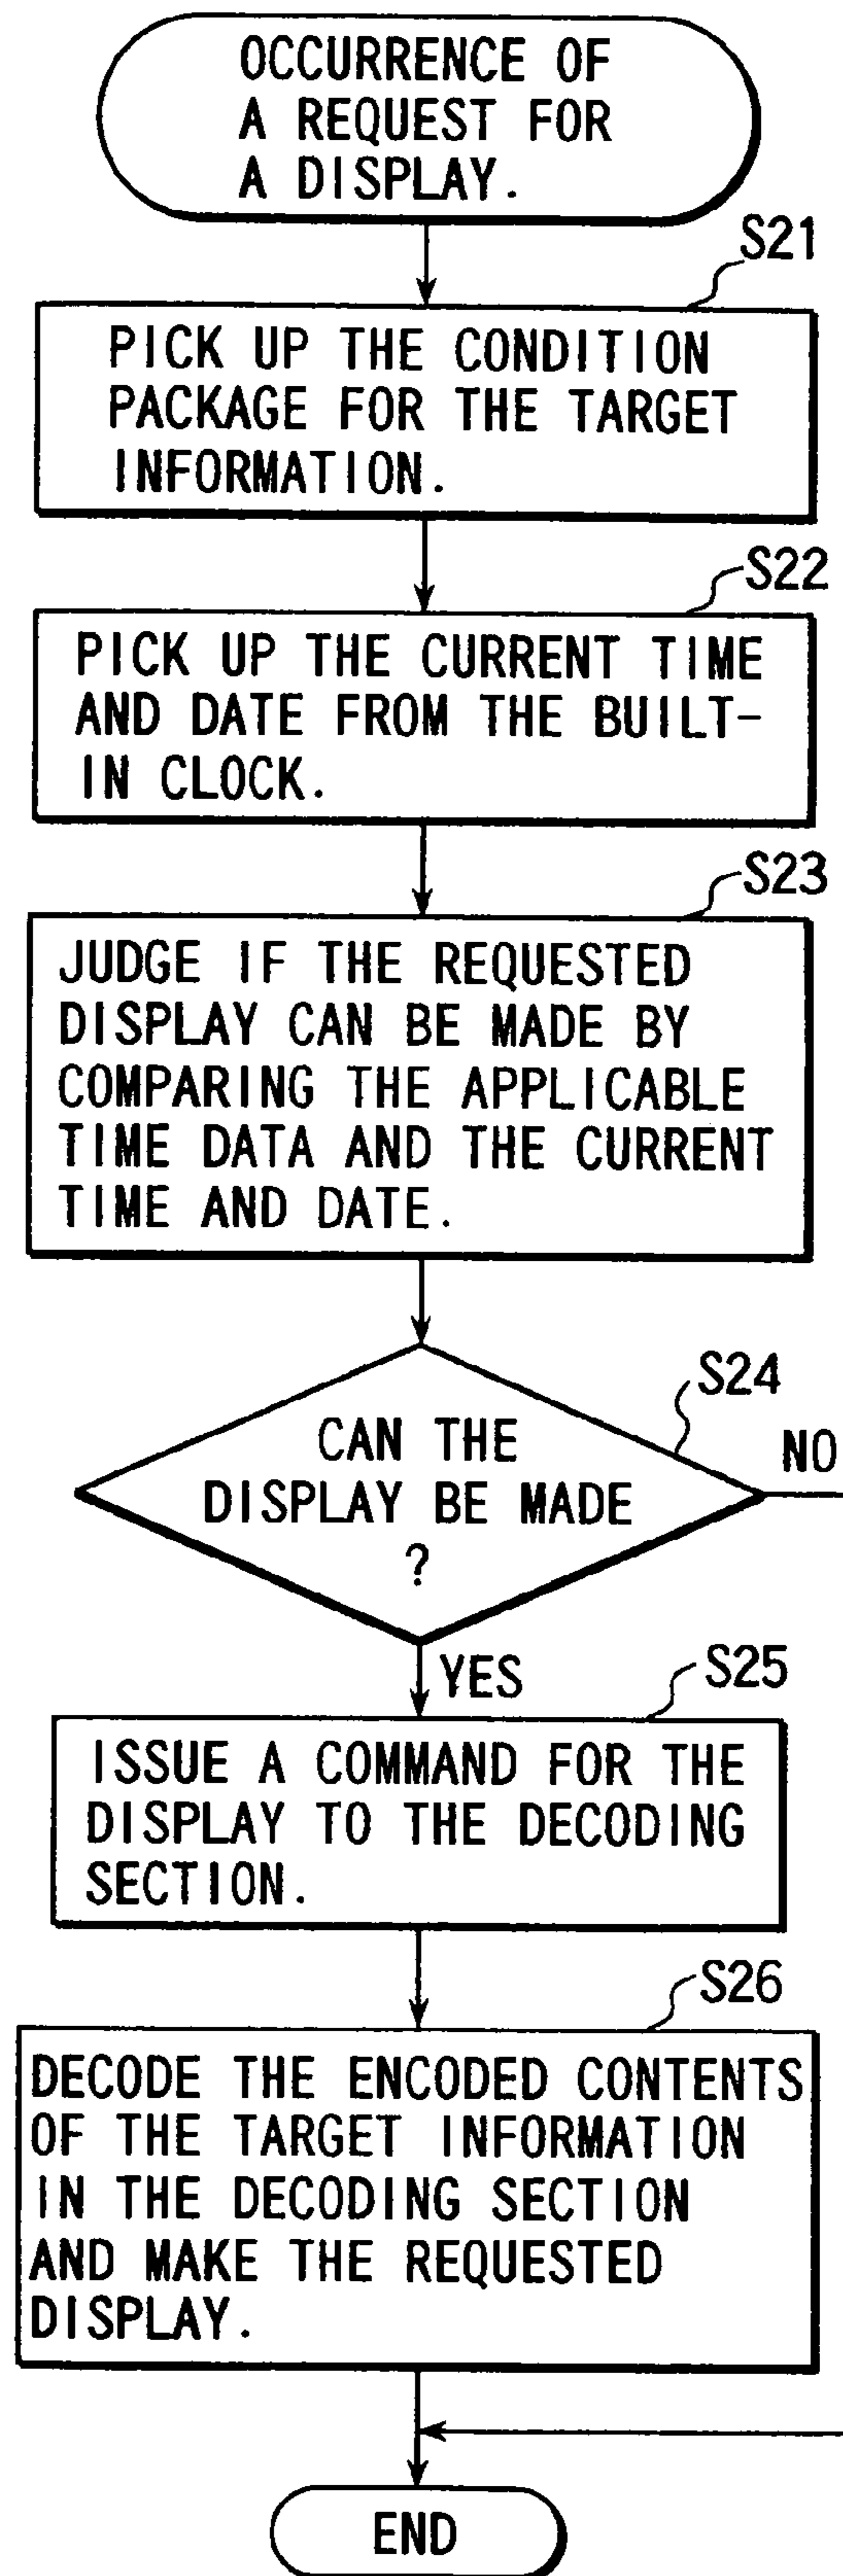 OCCURRENCE OF
A REQUEST FOR
A DISPLAY.
S21
PICK UP THE CONDITION
PACKAGE FOR THE TARGET
INFORMATION.
S22
PICK UP THE CURRENT TIME
AND DATE FROM THE BUILT-
IN CLOCK.
S23
JUDGE IF THE REQUESTED
DISPLAY CAN BE MADE BY
COMPARING THE APPLICABLE
TIME DATA AND THE CURRENT
TIME AND DATE.
S24
CAN THE
DISPLAY BE MADE
?
NO
YES
S25
ISSUE A COMMAND FOR THE
DISPLAY TO THE DECODING
SECTION.
S26
DECODE THE ENCODED CONTENTS
OF THE TARGET INFORMATION
IN THE DECODING SECTION
AND MAKE THE REQUESTED
DISPLAY.
END